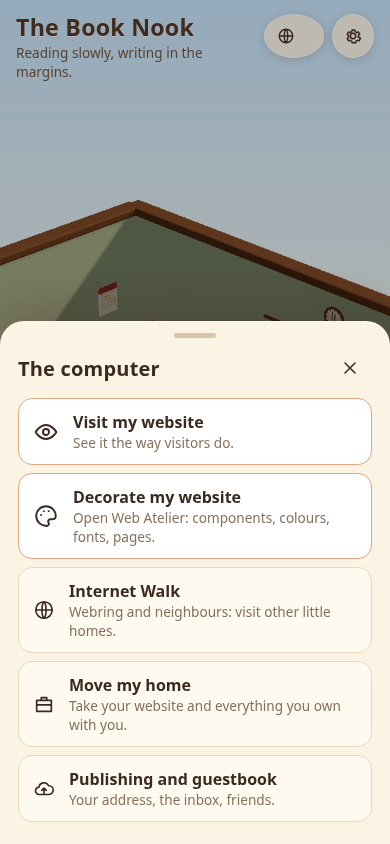 The Book Nook
Reading slowly, writing in the
margins.
The computer
Visit my website
See it the way visitors do.
Decorate my website
Open Web Atelier: components, colours,
fonts, pages.
Internet Walk
Webring and neighbours: visit other little
homes.
Move my home
Take your website and everything you own
with you.
Publishing and guestbook
Your address, the inbox, friends.